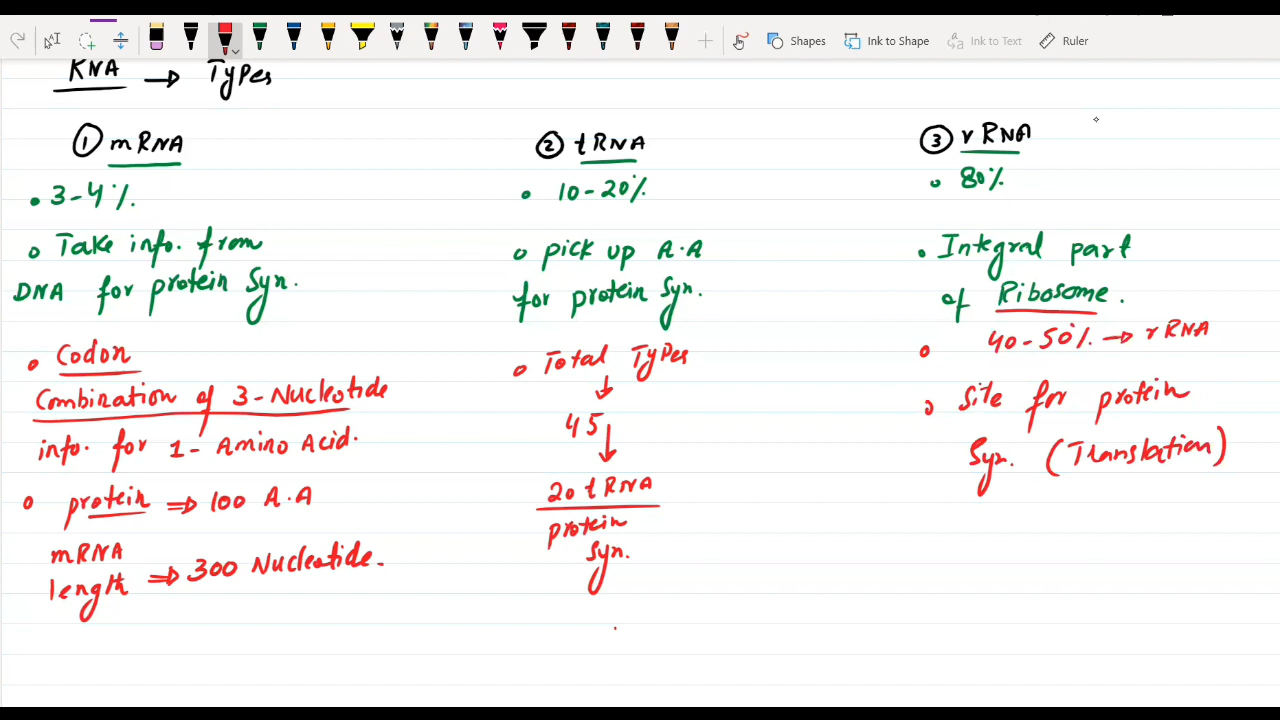 Shapes
Ink to Shape
Ink to Text
Ruler
RNA → Types
① mRNA
• 3-4%.
• Take info. from
DNA for protein Syn.
• Codon
Combination of 3-Nucleotide
info. for 1- Amino Acid.
• protein ⇒ 100 A.A
mRNA
length ⇒ 300 Nucleotide.
② tRNA
• 10-20%
• pick up A.A
for protein Syn.
• Total Types
↓
45
↓
20 tRNA
protein
Syn.
③ rRNA
• 80%
• Integral part
of Ribosome.
• 40-50% → rRNA
• Site for protein
Syn. (Translation)